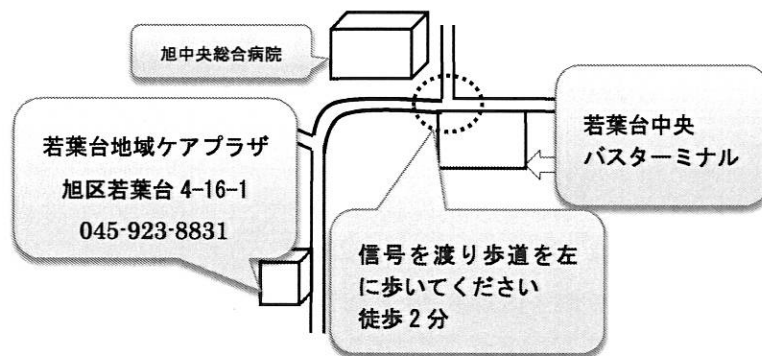 旭中央総合病院
若葉台地域ケアプラザ
旭区若葉台 4-16-1
045-923-8831
若葉台中央
バスターミナル
信号を渡り歩道を左
に歩いてください
徒歩 2 分